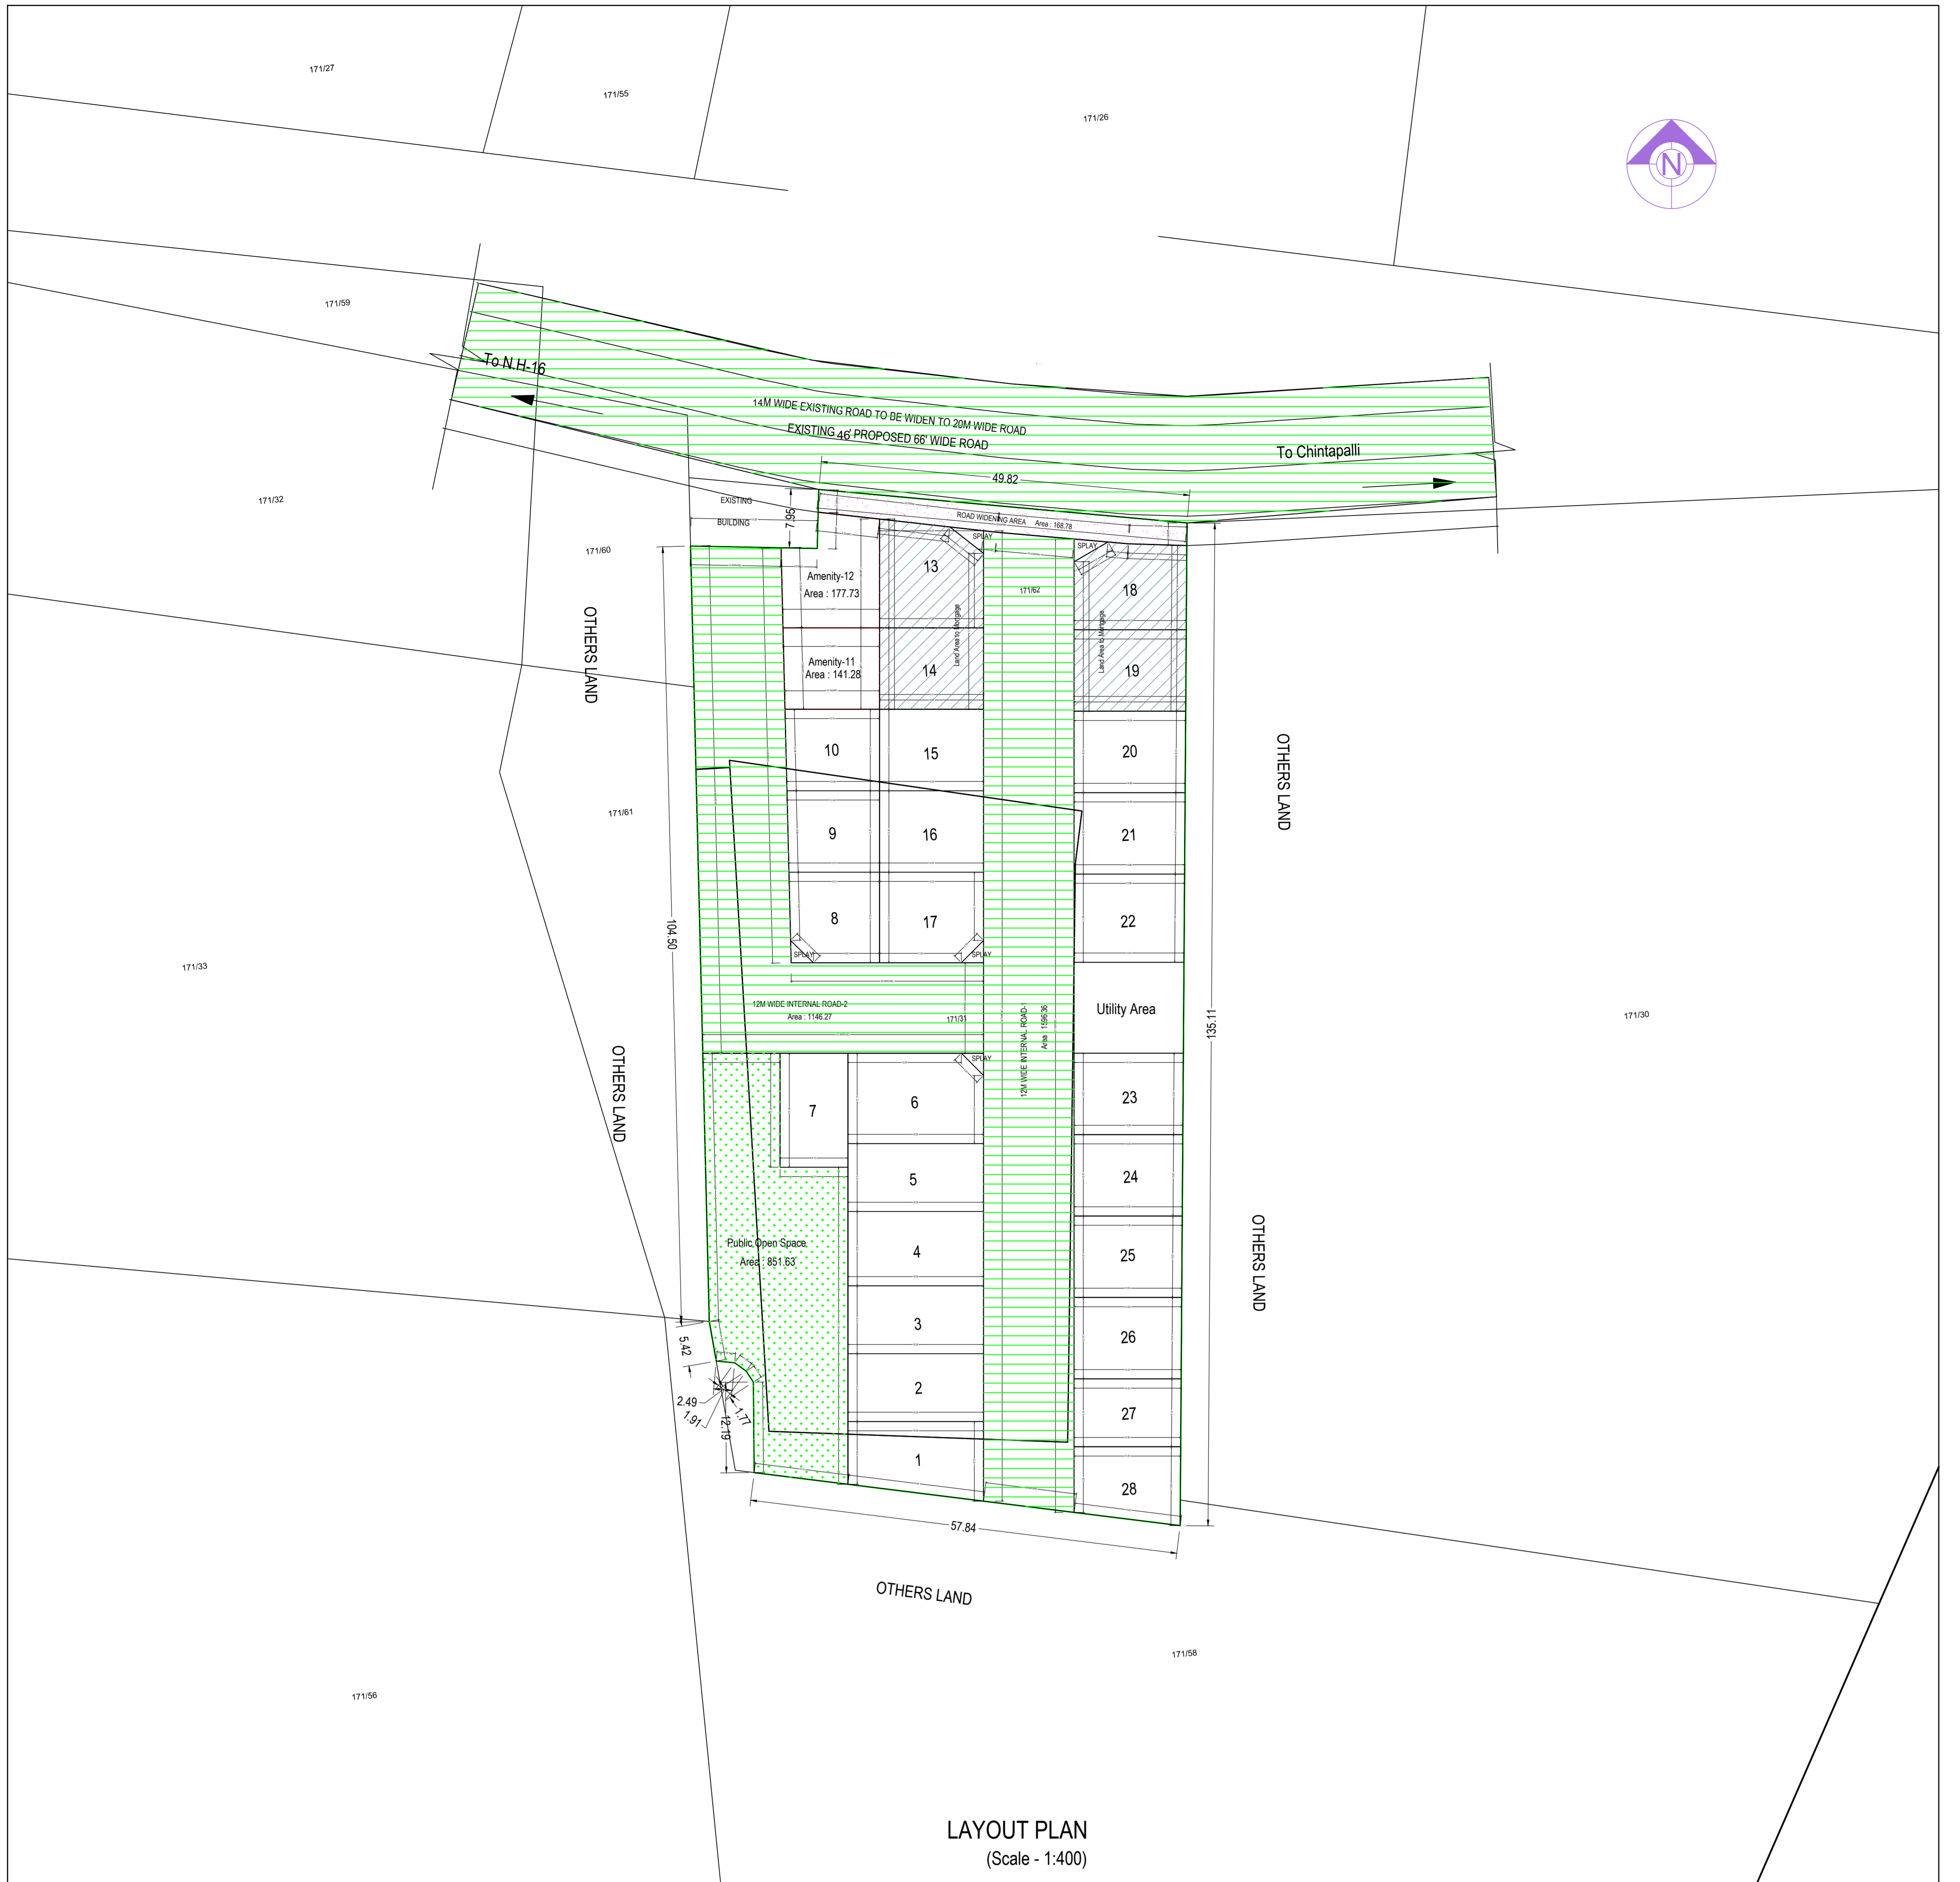 171/27
171/55
171/26
N
171/59
To N.H-16
14M WIDE EXISTING ROAD TO BE WIDEN TO 20M WIDE ROAD
EXISTING 46' PROPOSED 66' WIDE ROAD
To Chintapalli
49.82
171/32
EXISTING
BUILDING
7.95
ROAD WIDENING AREA Area : 168.78
SPLAY
SPLAY
171/60
Amenity-12
Area : 177.73
13
171/62
18
Land Area to Mortgage
Land Area to Mortgage
OTHERS LAND
Amenity-11
Area : 141.28
14
19
10
15
20
OTHERS LAND
171/61
9
16
21
104.50
8
17
22
SPLAY
SPLAY
171/33
12M WIDE INTERNAL ROAD-2
Area : 1146.27
171/31
12M WIDE INTERNAL ROAD-1
Area : 1596.36
Utility Area
135.11
171/30
SPLAY
OTHERS LAND
7
6
23
5
24
Public Open Space
Area : 851.63
4
25
OTHERS LAND
3
26
5.42
2
27
2.49
1.91
1.77
12.19
1
28
57.84
OTHERS LAND
171/58
171/56
LAYOUT PLAN
(Scale - 1:400)